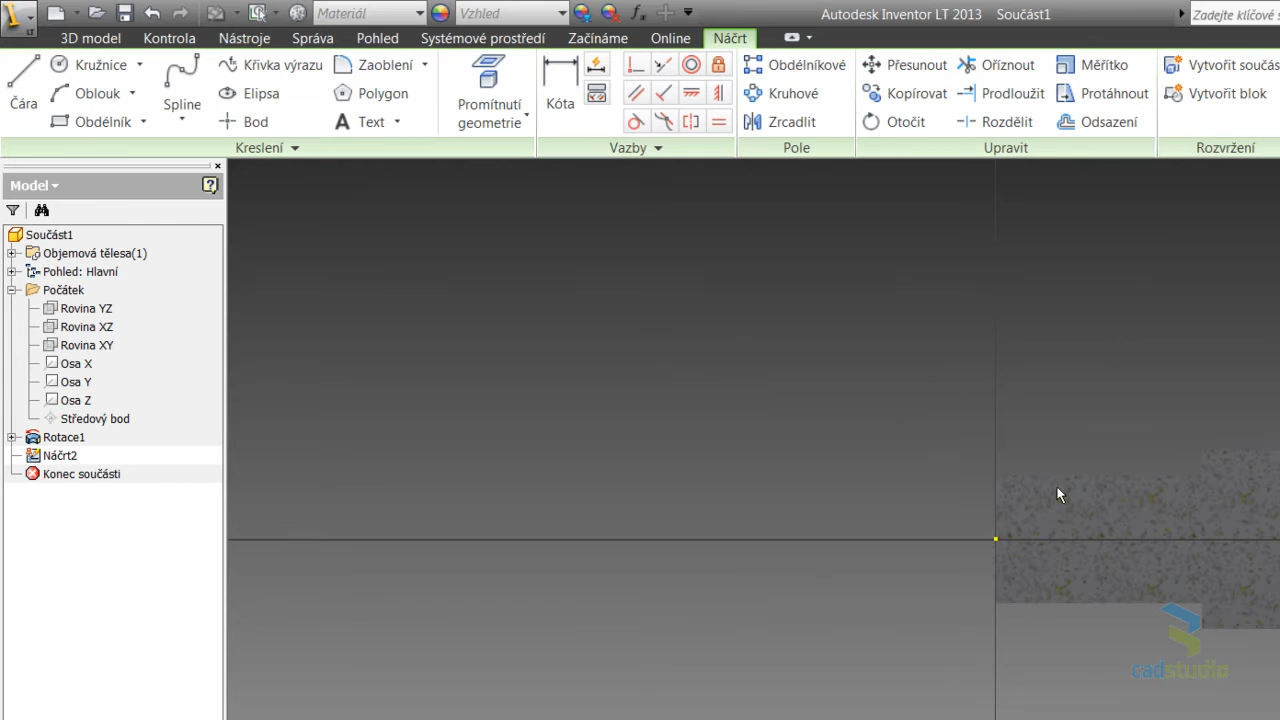 LT Materiál Vzhled Autodesk Inventor LT 2013 Součást1 Zadejte klíčové
3D model Kontrola Nástroje Správa Pohled Systémové prostředí Začínáme Online Náčrt
Kružnice Křivka výrazu Zaoblení Obdélníkové Přesunout Oříznout Měřítko Vytvořit součás
Čára Oblouk Spline Elipsa Polygon Promítnutí geometrie Kóta Kruhové Kopírovat Prodloužit Protáhmout Vytvořit blok
Obdélník Bod Text Zrcadlit Otočit Rozdělit Odsazení
Kreslení Vazby Pole Upravit Rozvržení
Model
Součást1
Objemová tělesa(1)
Pohled: Hlavní
Počátek
Rovina YZ
Rovina XZ
Rovina XY
Osa X
Osa Y
Osa Z
Středový bod
Rotace1
Náčrt2
Konec součásti
cadstudio